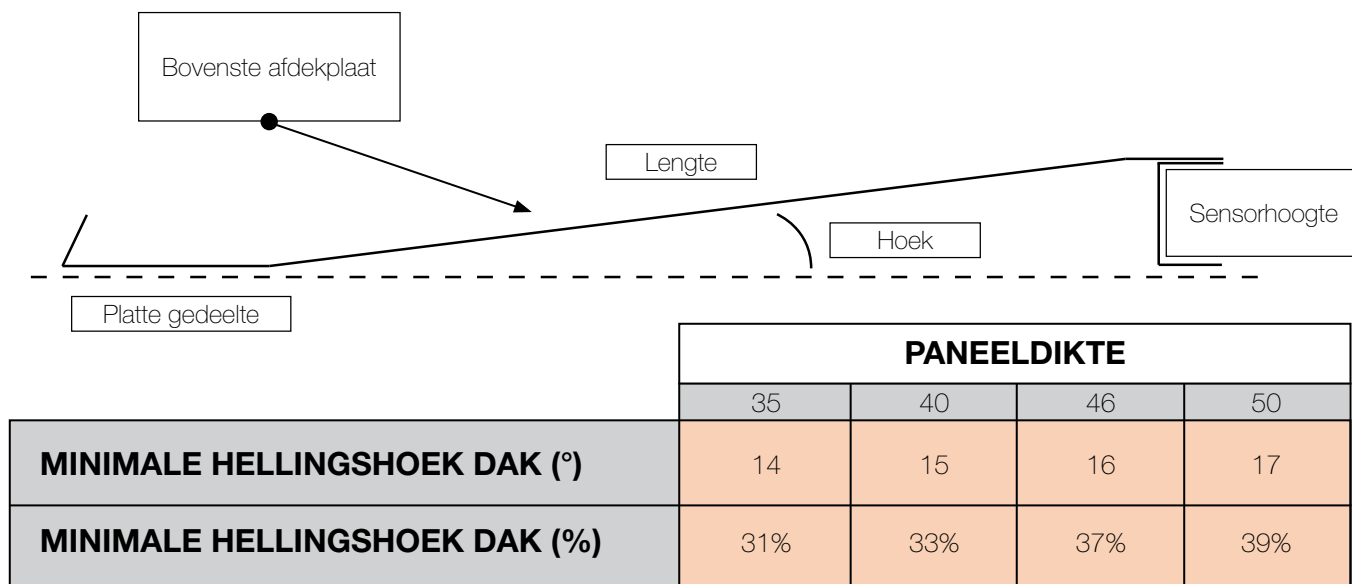 Bovenste afdekplaat
Lengte
Hoek
Sensorhoogte
Platte gedeelte
PANEELDIKTE
35 40 46 50
MINIMALE HELLINGSHOEK DAK (°) 14 15 16 17
MINIMALE HELLINGSHOEK DAK (%) 31% 33% 37% 39%